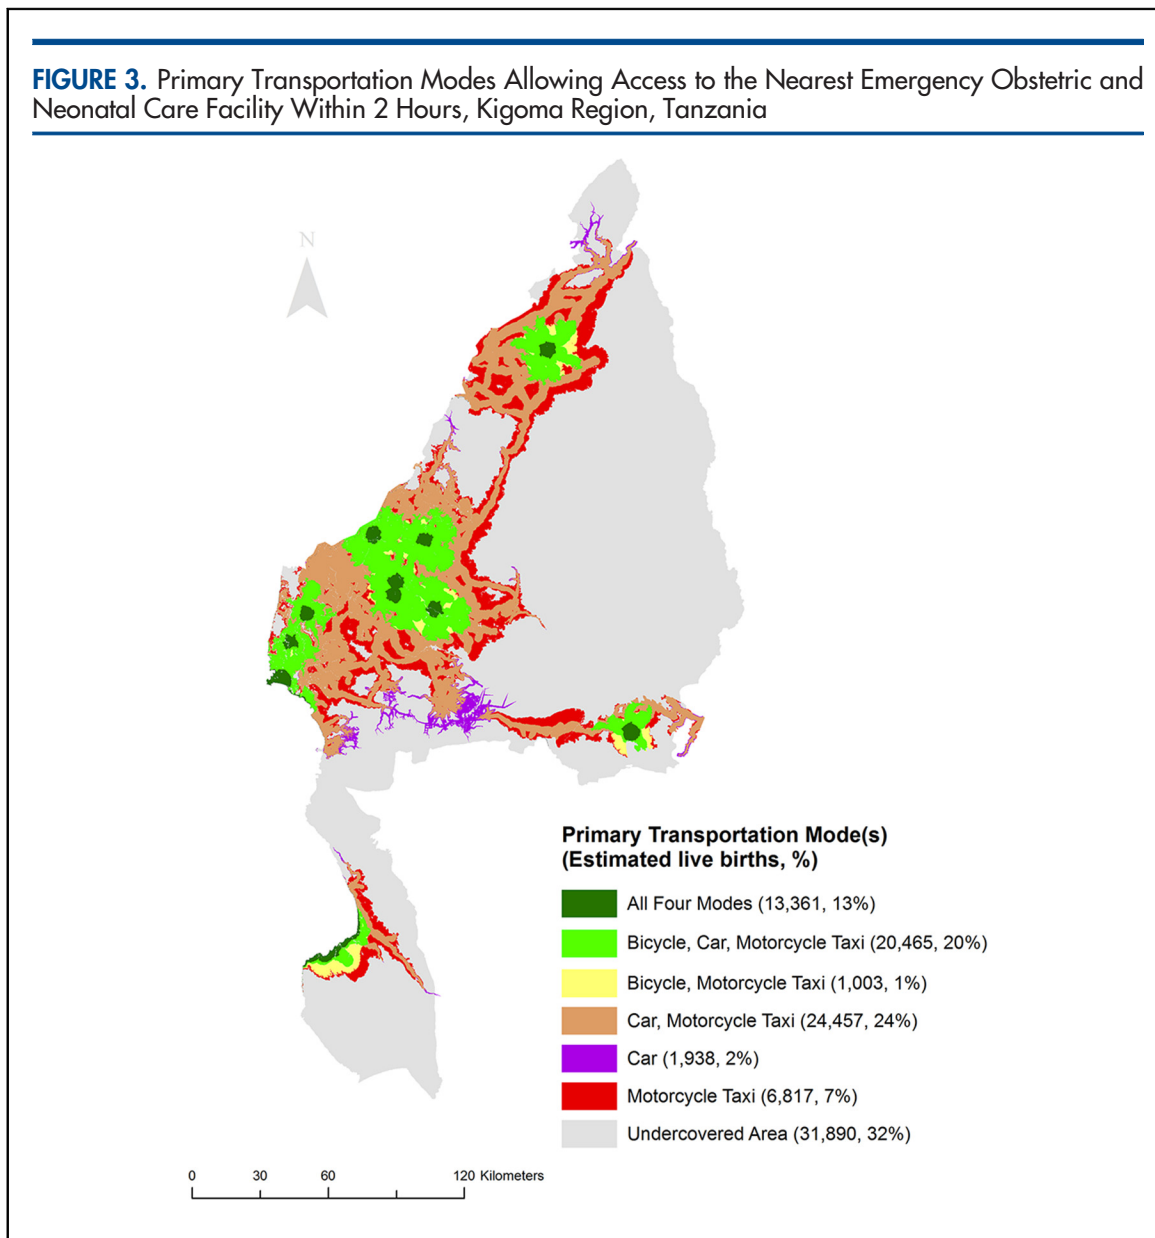 FIGURE 3. Primary Transportation Modes Allowing Access to the Nearest Emergency Obstetric and
Neonatal Care Facility Within 2 Hours, Kigoma Region, Tanzania
N
Primary Transportation Mode(s)
(Estimated live births, %)
All Four Modes (13,361, 13%)
Bicycle, Car, Motorcycle Taxi (20,465, 20%)
Bicycle, Motorcycle Taxi (1,003, 1%)
Car, Motorcycle Taxi (24,457, 24%)
Car (1,938, 2%)
Motorcycle Taxi (6,817, 7%)
Undercovered Area (31,890, 32%)
0 30 60 120 Kilometers